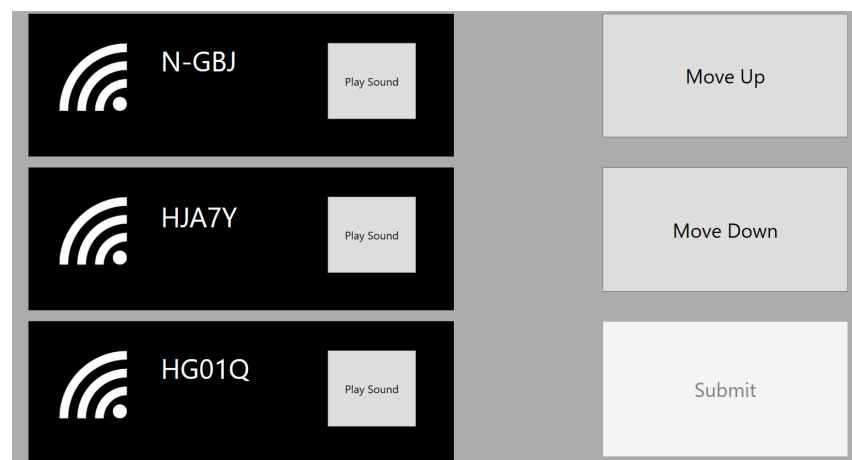 N-GBJ
Play Sound
Move Up
HJA7Y
Play Sound
Move Down
HG01Q
Play Sound
Submit